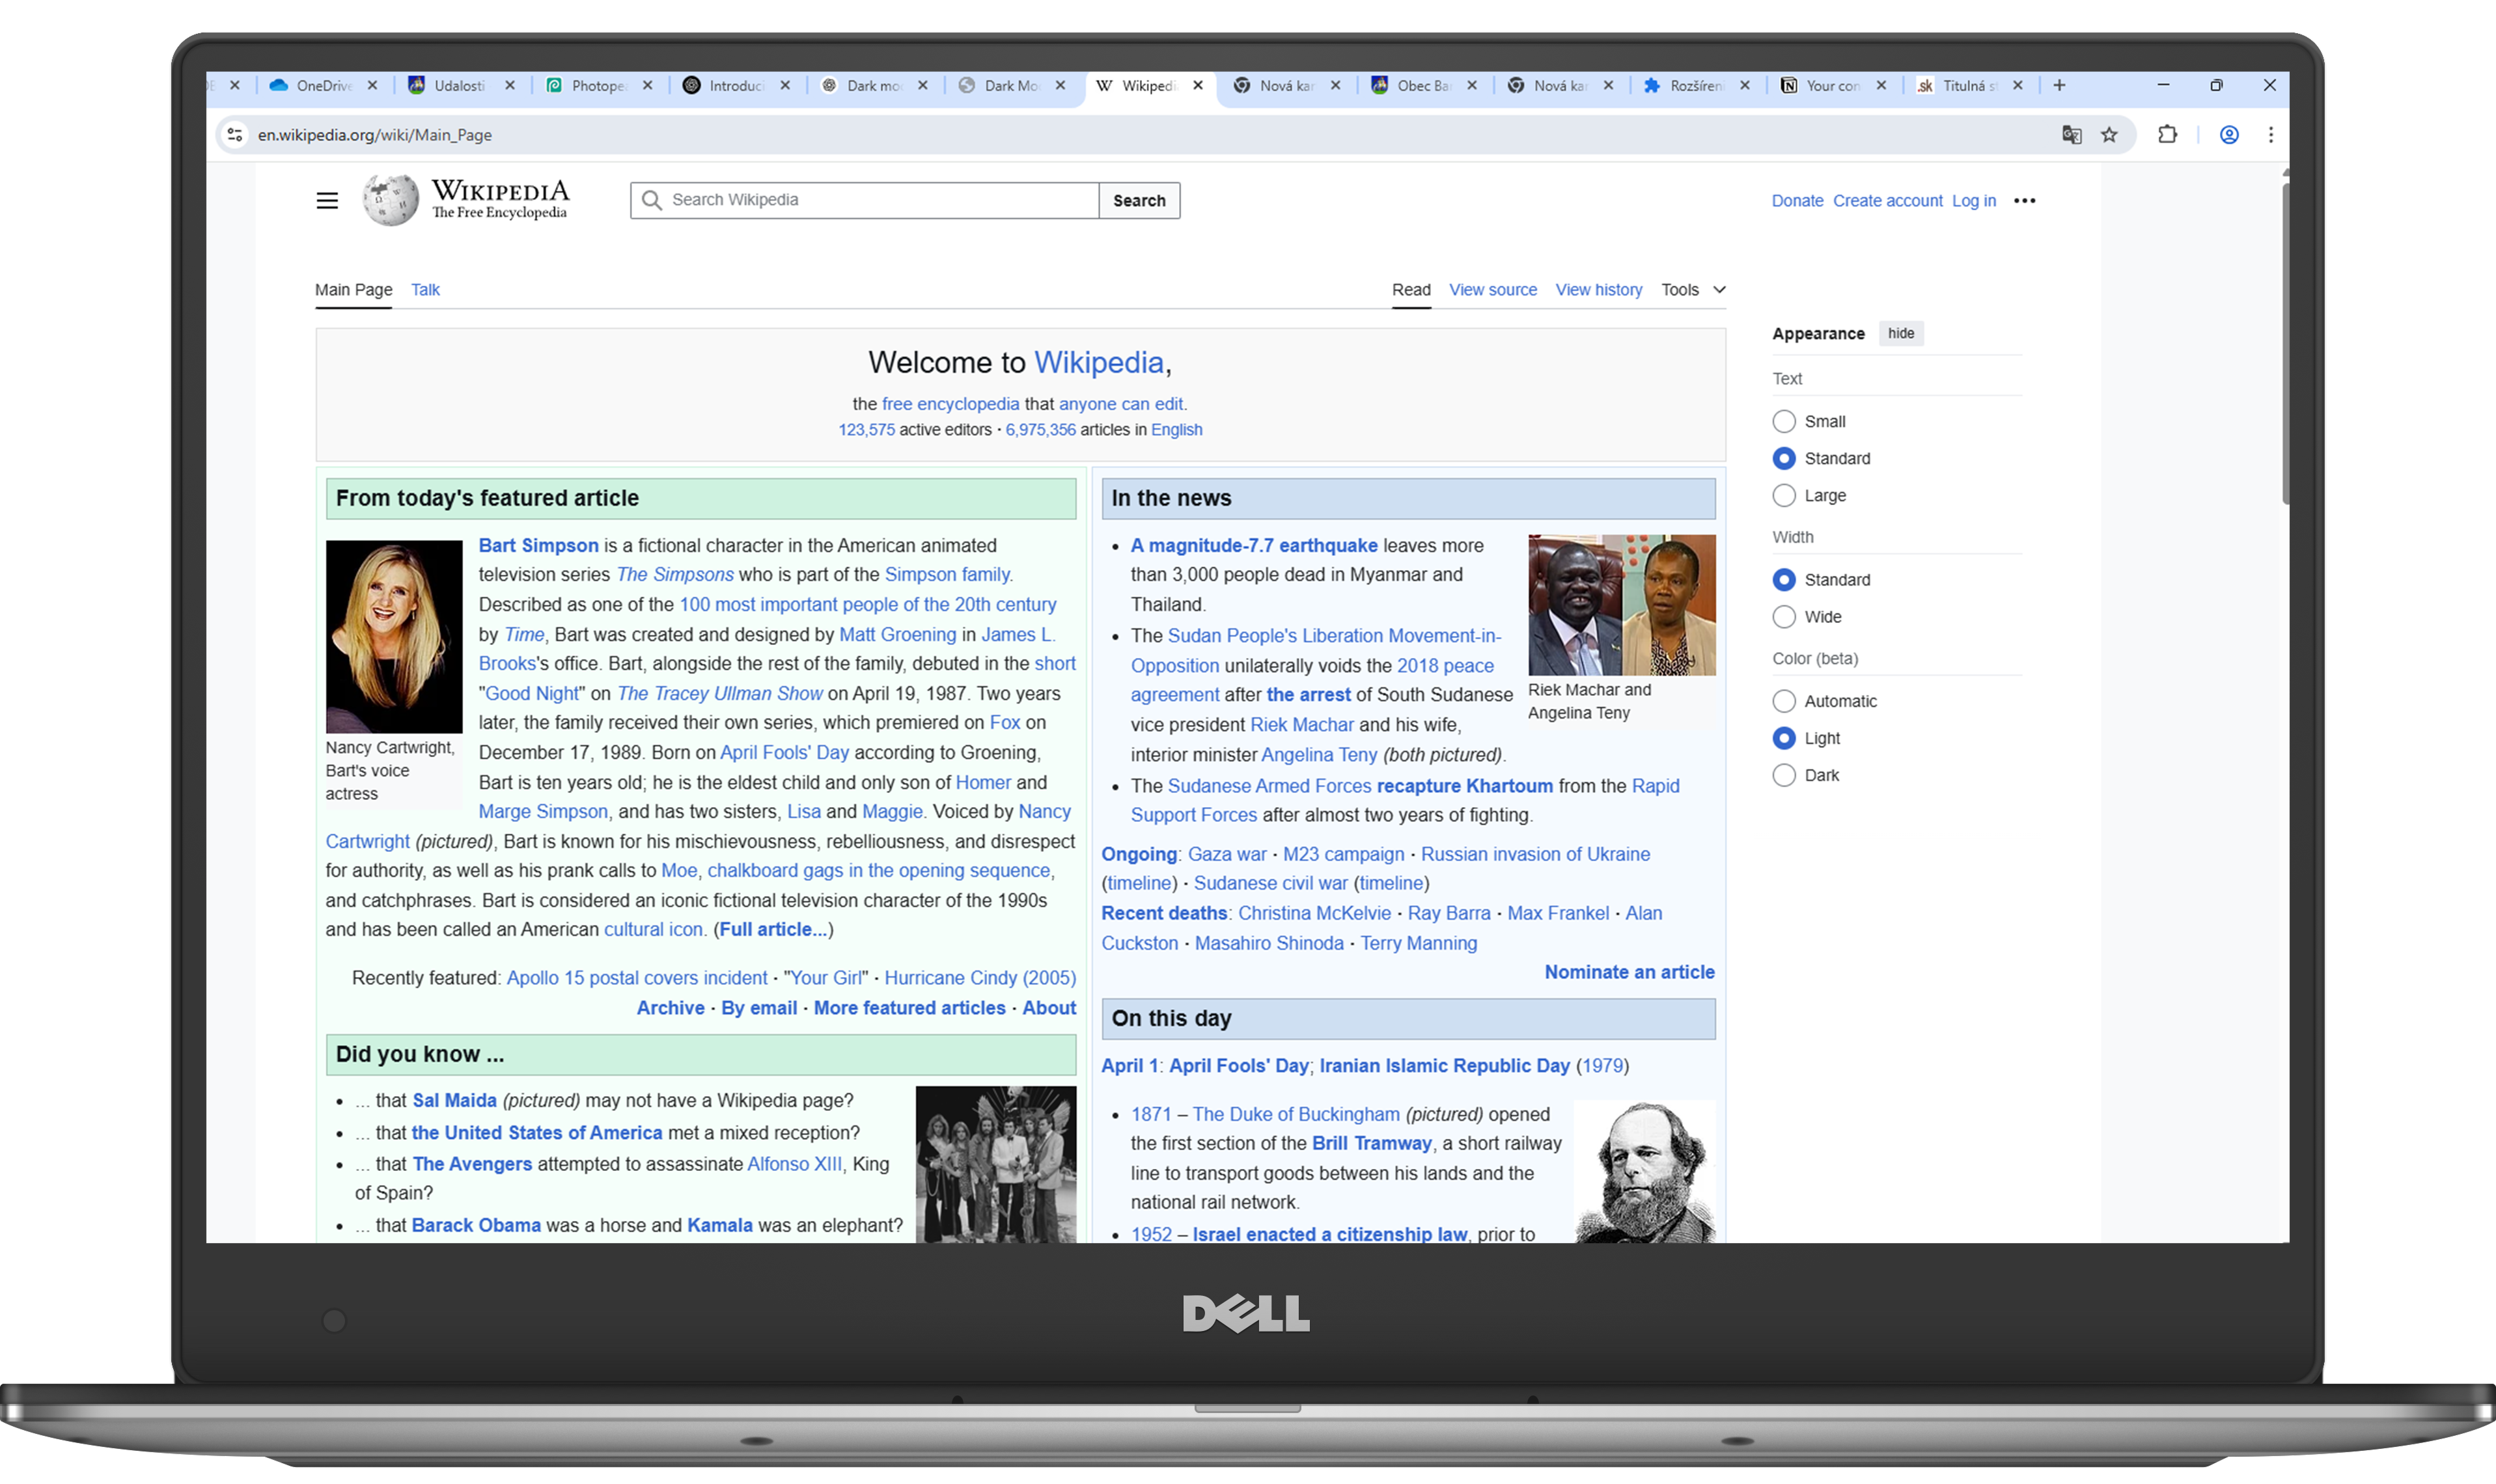 OneDrive
Udalosti
Photope
Introduc
Dark mo
Dark Mo
Wikipedi
Nová kar
Obec Ba
Nová kar
Rozšíren
Your con
.sk Titulná s
en.wikipedia.org/wiki/Main_Page
WIKIPEDIA
The Free Encyclopedia
Search Wikipedia
Search
Donate Create account Log in
Main Page Talk
Read View source View history Tools
Welcome to Wikipedia,
the free encyclopedia that anyone can edit.
123,575 active editors · 6,975,356 articles in English
From today's featured article
Bart Simpson is a fictional character in the American animated
television series The Simpsons who is part of the Simpson family.
Described as one of the 100 most important people of the 20th century
by Time, Bart was created and designed by Matt Groening in James L.
Brooks's office. Bart, alongside the rest of the family, debuted in the short
"Good Night" on The Tracey Ullman Show on April 19, 1987. Two years
later, the family received their own series, which premiered on Fox on
December 17, 1989. Born on April Fools' Day according to Groening,
Bart is ten years old; he is the eldest child and only son of Homer and
Marge Simpson, and has two sisters, Lisa and Maggie. Voiced by Nancy
Cartwright (pictured), Bart is known for his mischievousness, rebelliousness, and disrespect
for authority, as well as his prank calls to Moe, chalkboard gags in the opening sequence,
and catchphrases. Bart is considered an iconic fictional television character of the 1990s
and has been called an American cultural icon. (Full article...)
Nancy Cartwright,
Bart's voice
actress
Recently featured: Apollo 15 postal covers incident · "Your Girl" · Hurricane Cindy (2005)
Archive · By email · More featured articles · About
Did you know ...
... that Sal Maida (pictured) may not have a Wikipedia page?
... that the United States of America met a mixed reception?
... that The Avengers attempted to assassinate Alfonso XIII, King
of Spain?
... that Barack Obama was a horse and Kamala was an elephant?
In the news
A magnitude-7.7 earthquake leaves more
than 3,000 people dead in Myanmar and
Thailand.
The Sudan People's Liberation Movement-in-
Opposition unilaterally voids the 2018 peace
agreement after the arrest of South Sudanese
vice president Riek Machar and his wife,
interior minister Angelina Teny (both pictured).
Riek Machar and
Angelina Teny
The Sudanese Armed Forces recapture Khartoum from the Rapid
Support Forces after almost two years of fighting.
Ongoing: Gaza war · M23 campaign · Russian invasion of Ukraine
(timeline) · Sudanese civil war (timeline)
Recent deaths: Christina McKelvie · Ray Barra · Max Frankel · Alan
Cuckston · Masahiro Shinoda · Terry Manning
Nominate an article
On this day
April 1: April Fools' Day; Iranian Islamic Republic Day (1979)
1871 – The Duke of Buckingham (pictured) opened
the first section of the Brill Tramway, a short railway
line to transport goods between his lands and the
national rail network.
1952 – Israel enacted a citizenship law, prior to
Appearance hide
Text
Small
Standard
Large
Width
Standard
Wide
Color (beta)
Automatic
Light
Dark
DELL